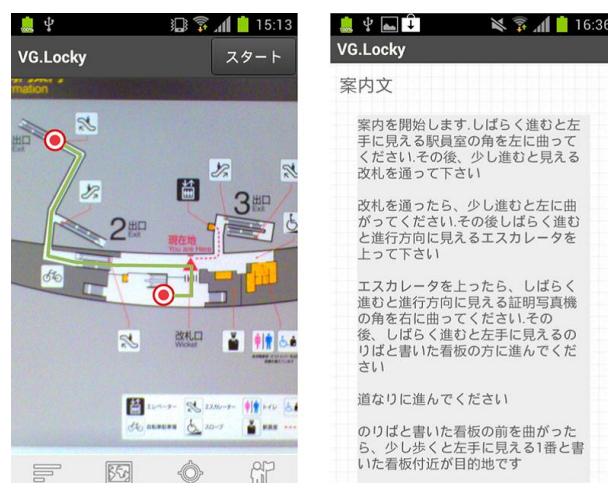 15:13
VG.Locky
スタート
mation
出口
Exit
2出口
Exit
3出口
Exit
現在地
You are Here
改札口
Wicket
エレベーター
エスカレーター
トイレ
自転車駐車場
スロープ
駅員室
16:36
VG.Locky
案内文
案内を開始します.しばらく進むと左
手に見える駅員室の角を左に曲って
ください.その後、少し進むと見える
改札を通って下さい
改札を通ったら、少し進むと左に曲
がってください.その後しばらく進む
と進行方向に見えるエスカレータを
上って下さい
エスカレータを上ったら、しばらく
進むと進行方向に見える証明写真機
の角を右に曲ってください.その
後、しばらく進むと左手に見えるの
りばと書いた看板の方に進んでくだ
さい
道なりに進んでください
のりばと書いた看板の前を曲がった
ら、少し歩くと左手に見える1番と書
いた看板付近が目的地です